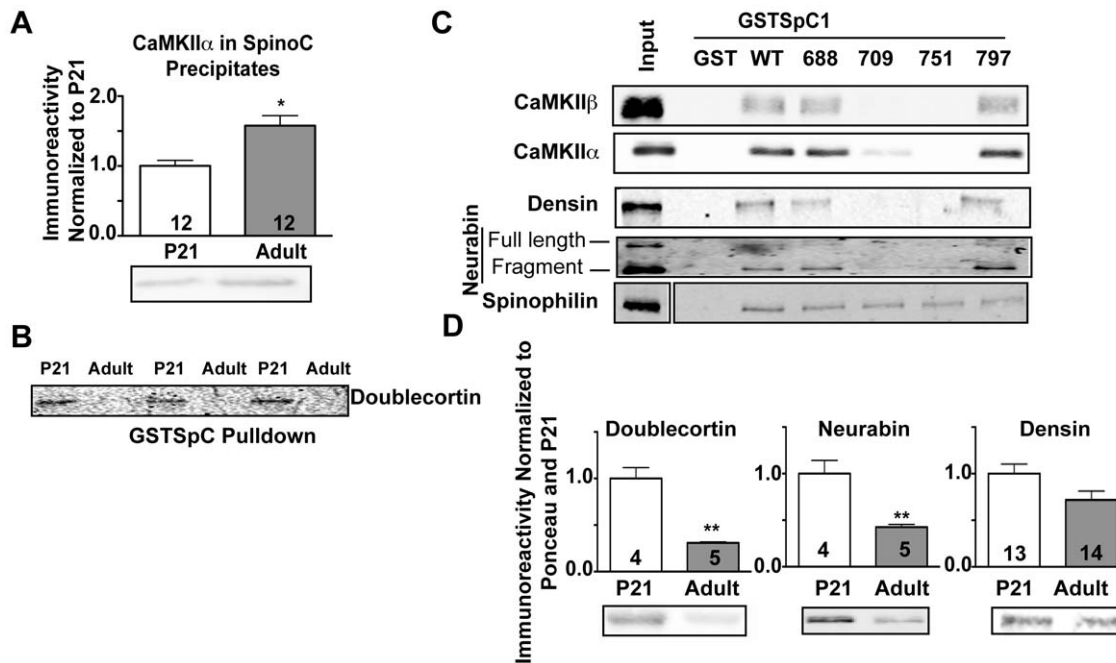 A
CaMKIIα in SpinoC
Precipitates
Immunoreactivity
Normalized to P21
2.0
*
1.0
0.0
12
12
P21 Adult
B
P21 Adult P21 Adult P21 Adult
Doublecortin
GSTSpC Pulldown
C
GSTSpC1
Input GST WT 688 709 751 797
CaMKIIβ
CaMKIIα
Densin
Neurabin
Full length
Fragment
Spinophilin
D
Immunoreactivity Normalized to
Ponceau and P21
Doublecortin
1.0
**
0.0
4
5
P21 Adult
Neurabin
1.0
**
0.0
4
5
P21 Adult
Densin
1.0
0.0
13
14
P21 Adult